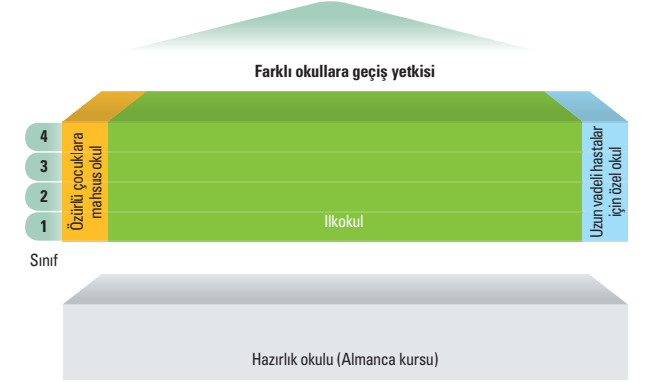 Farklı okullara geçiş yetkisi
4
3
2
1
Sınıf
Özürlü çocuklara
mahsus okul
Ilkokul
Uzun vadeli hastalar
için özel okul
Hazırlık okulu (Almanca kursu)